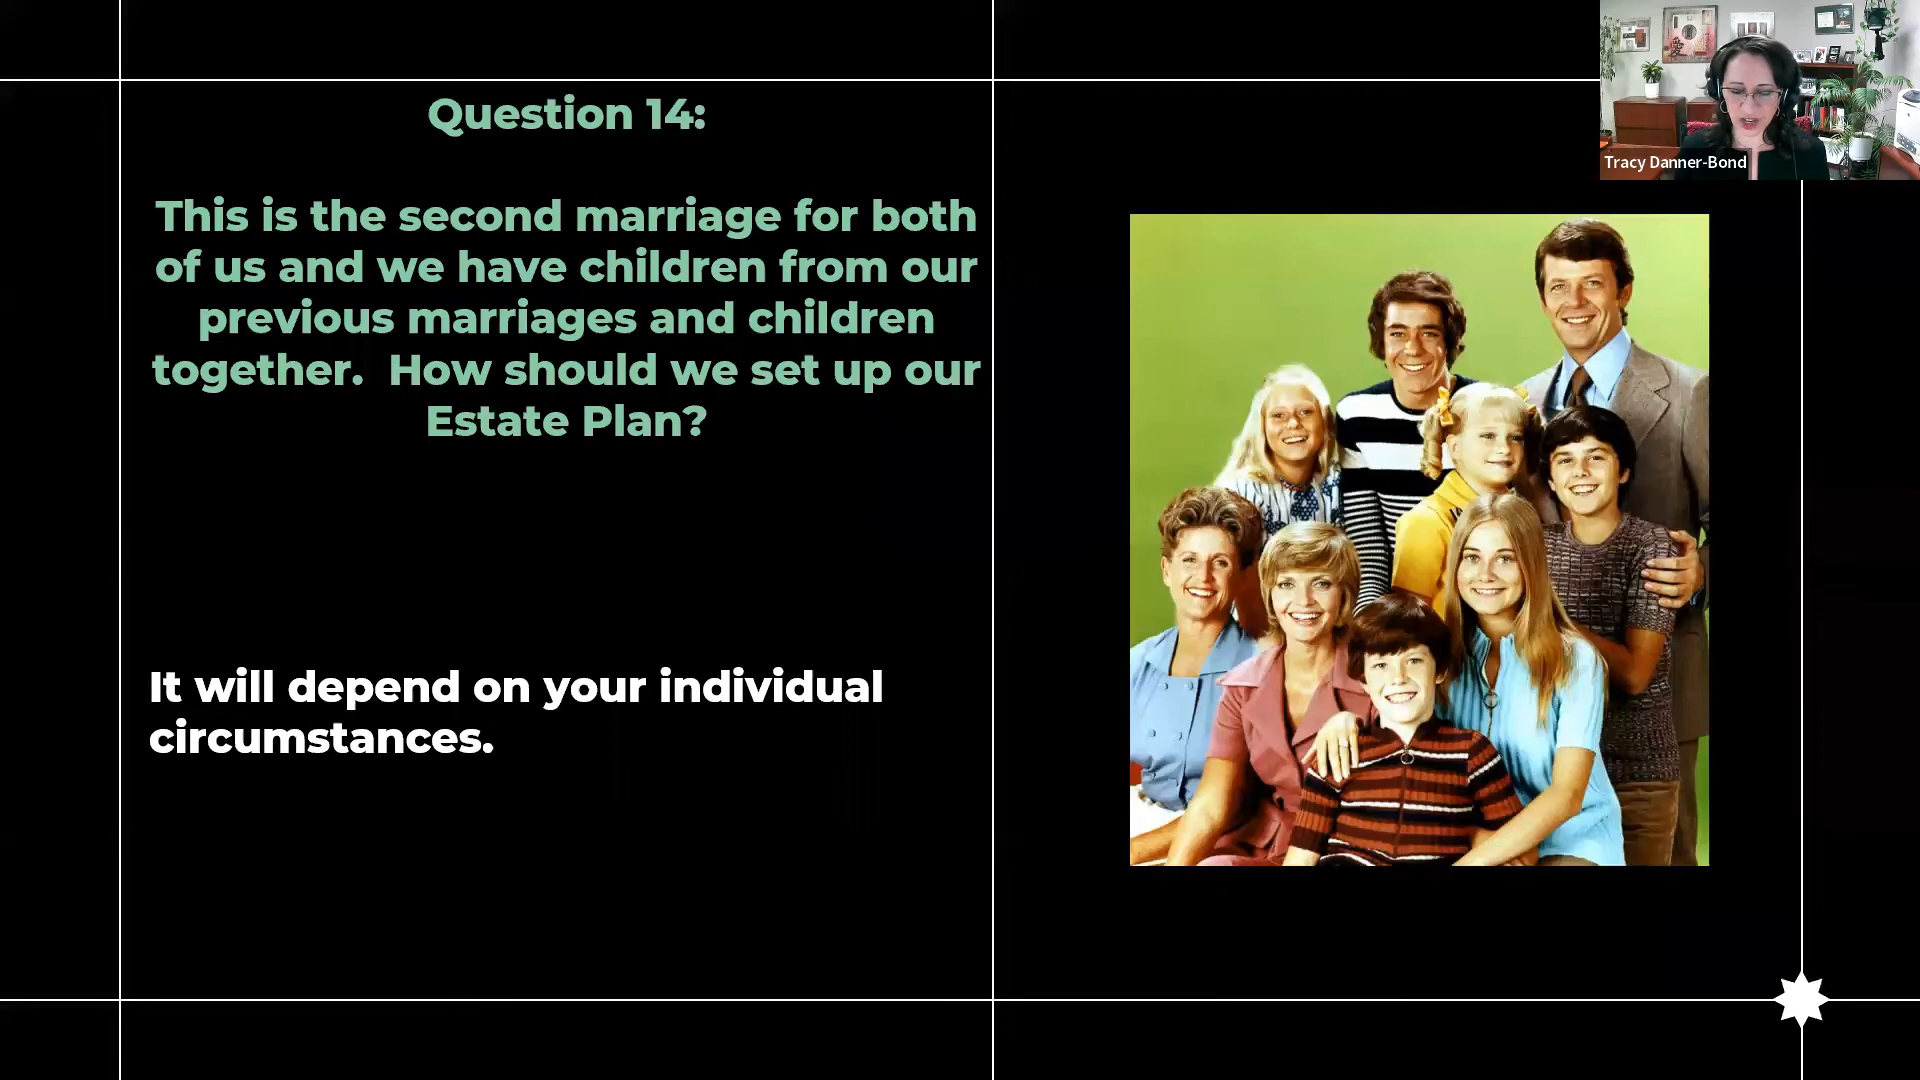 Question 14:
This is the second marriage for both
of us and we have children from our
previous marriages and children
together.  How should we set up our
Estate Plan?
It will depend on your individual
circumstances.
Tracy Danner-Bond